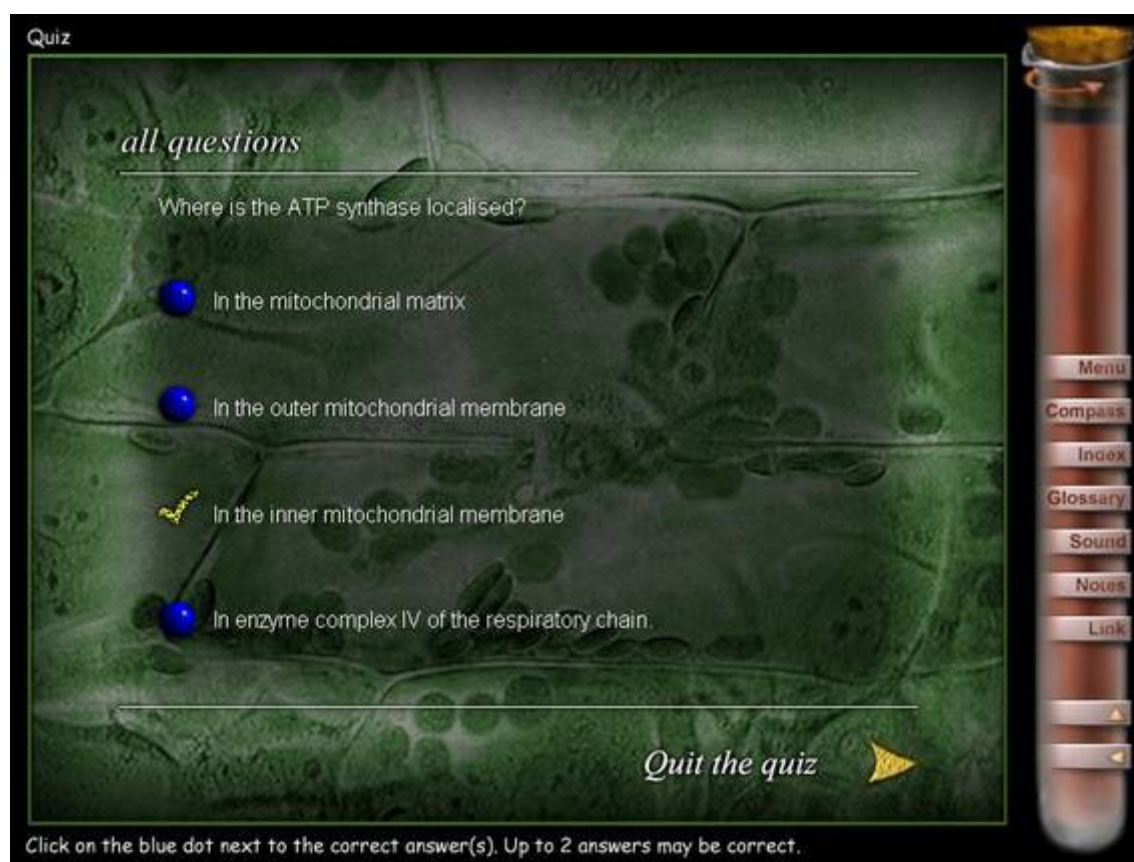 Quiz
all questions
Where is the ATP synthase localised?
In the mitochondrial matrix
In the outer mitochondrial membrane
In the inner mitochondrial membrane
In enzyme complex IV of the respiratory chain.
Menu
Compass
Index
Glossary
Sound
Notes
Link
Quit the quiz
Click on the blue dot next to the correct answer(s). Up to 2 answers may be correct.